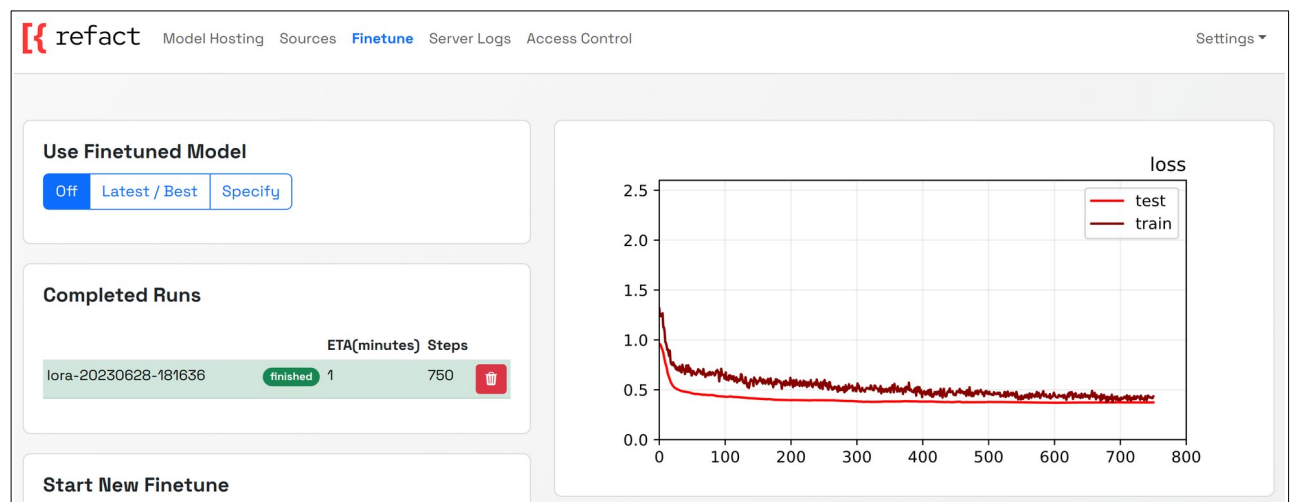 [{ refact Model Hosting Sources Finetune Server Logs Access Control Settings
Use Finetuned Model
Off Latest / Best Specify
Completed Runs
ETA(minutes) Steps
lora-20230628-181636 finished 1 750
Start New Finetune
loss
2.5
2.0
1.5
1.0
0.5
0.0
test
train
0 100 200 300 400 500 600 700 800